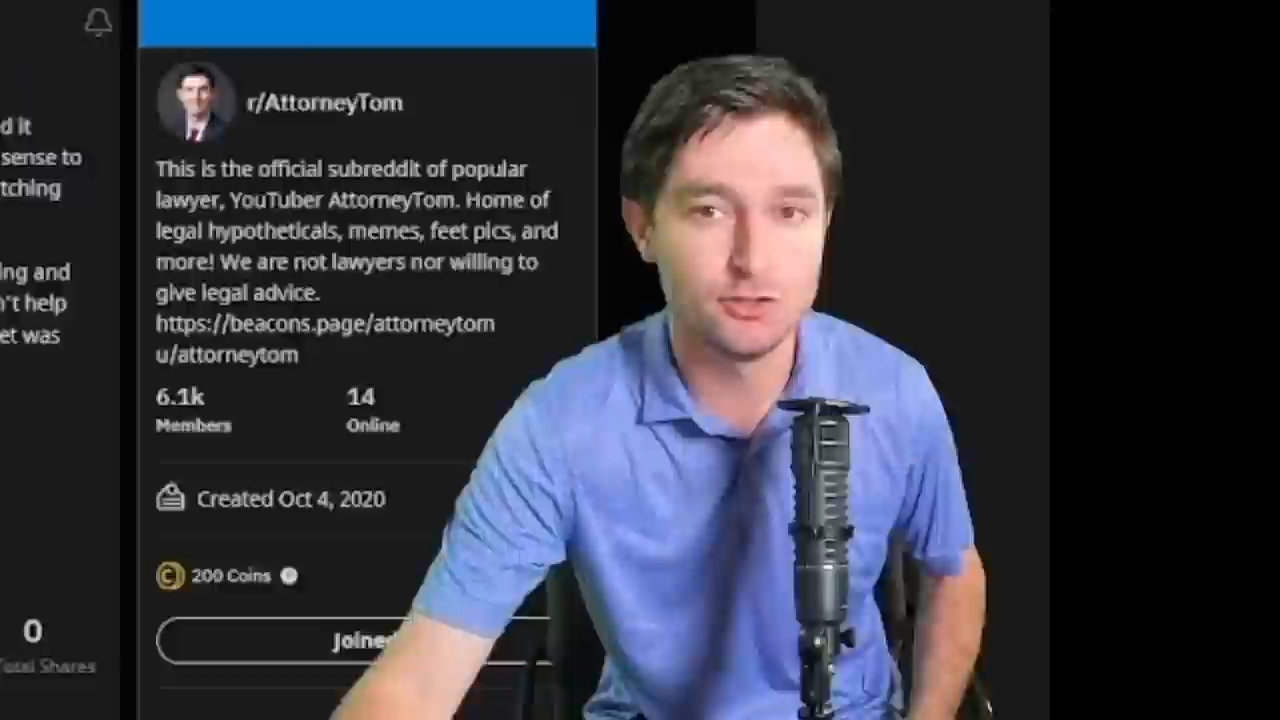 d it
sense to
tching
ing and
n't help
et was
0
Total Shares
r/AttorneyTom
This is the official subreddit of popular
lawyer, YouTuber AttorneyTom. Home of
legal hypotheticals, memes, feet pics, and
more! We are not lawyers nor willing to
give legal advice.
https://beacons.page/attorneytom
u/attorneytom
6.1k 14
Members Online
Created Oct 4, 2020
200 Coins
Joined